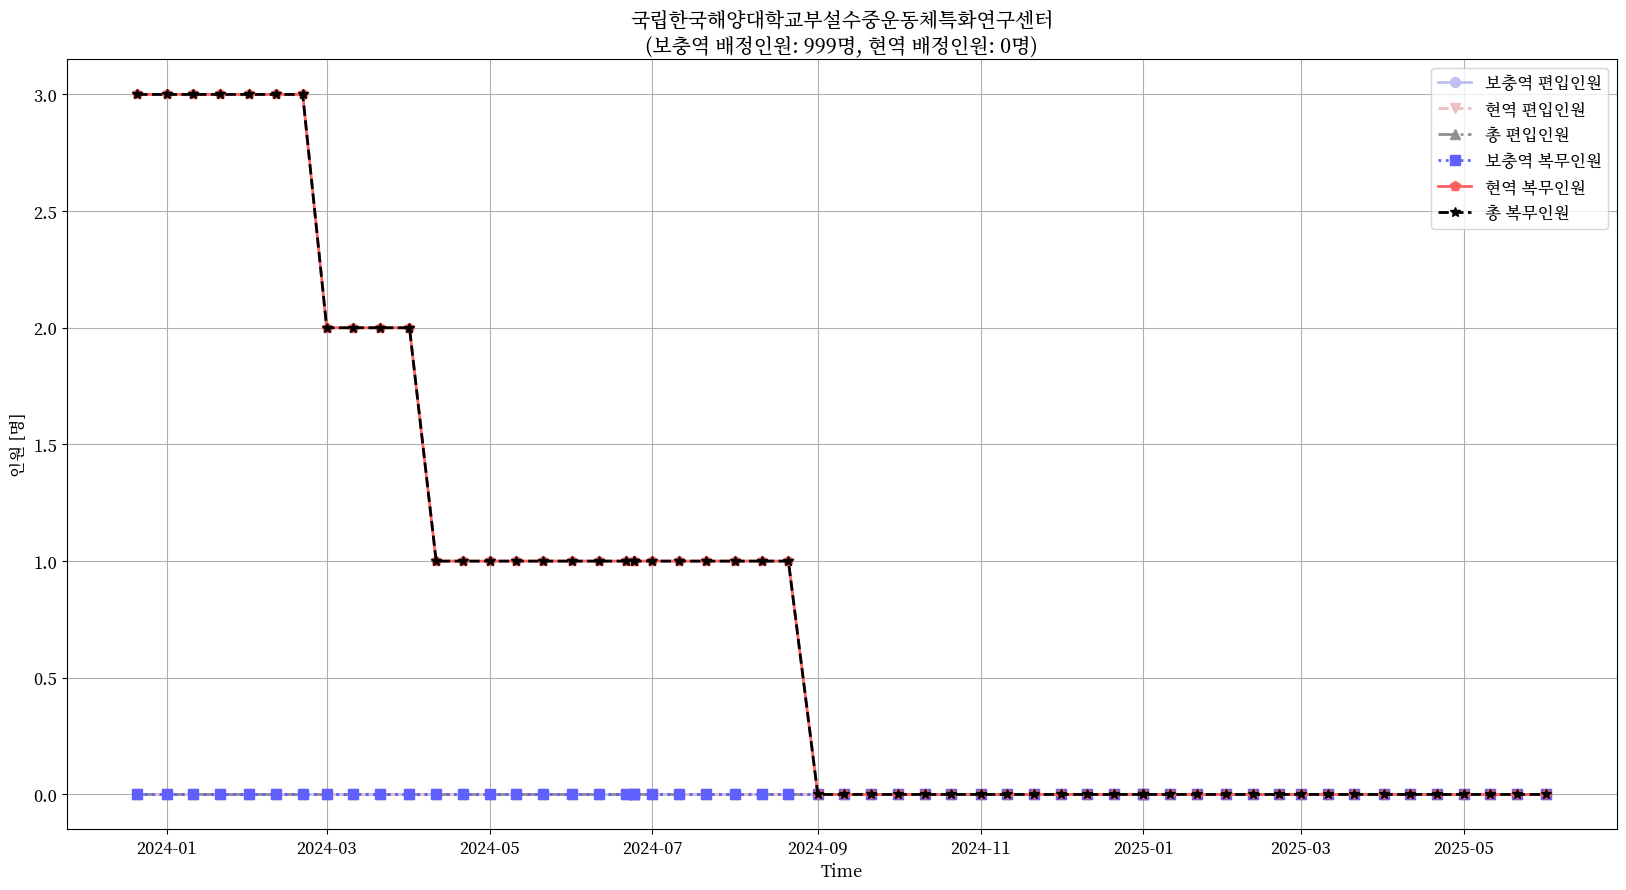 국립한국해양대학교부설수중운동체특화연구센터
(보충역 배정인원: 999명, 현역 배정인원: 0명)
보충역 편입인원
현역 편입인원
총 편입인원
보충역 복무인원
현역 복무인원
총 복무인원
인원 [명]
3.0
2.5
2.0
1.5
1.0
0.5
0.0
2024-01
2024-03
2024-05
2024-07
2024-09
2024-11
2025-01
2025-03
2025-05
Time